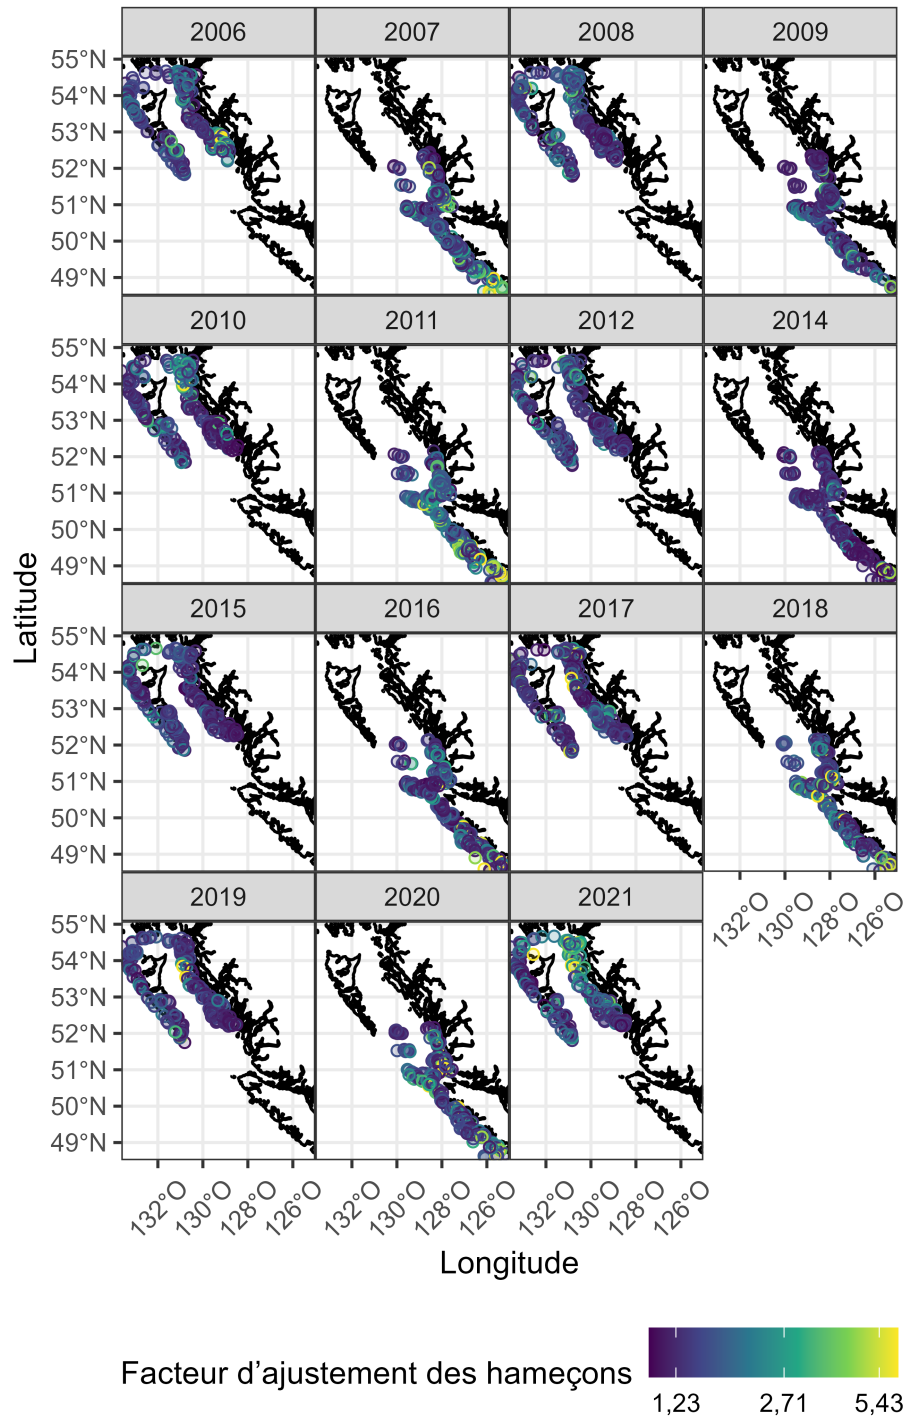 2006 2007 2008 2009
55°N
54°N
53°N
52°N
51°N
50°N
49°N
2010 2011 2012 2014
55°N
54°N
53°N
52°N
51°N
50°N
49°N
2015 2016 2017 2018
55°N
54°N
53°N
52°N
51°N
50°N
49°N
132°O 130°O 128°O 126°O
2019 2020 2021
55°N
54°N
53°N
52°N
51°N
50°N
49°N
132°O 130°O 128°O 126°O 132°O 130°O 128°O 126°O 132°O 130°O 128°O 126°O
Latitude
Longitude
Facteur d’ajustement des hameçons
1,23 2,71 5,43